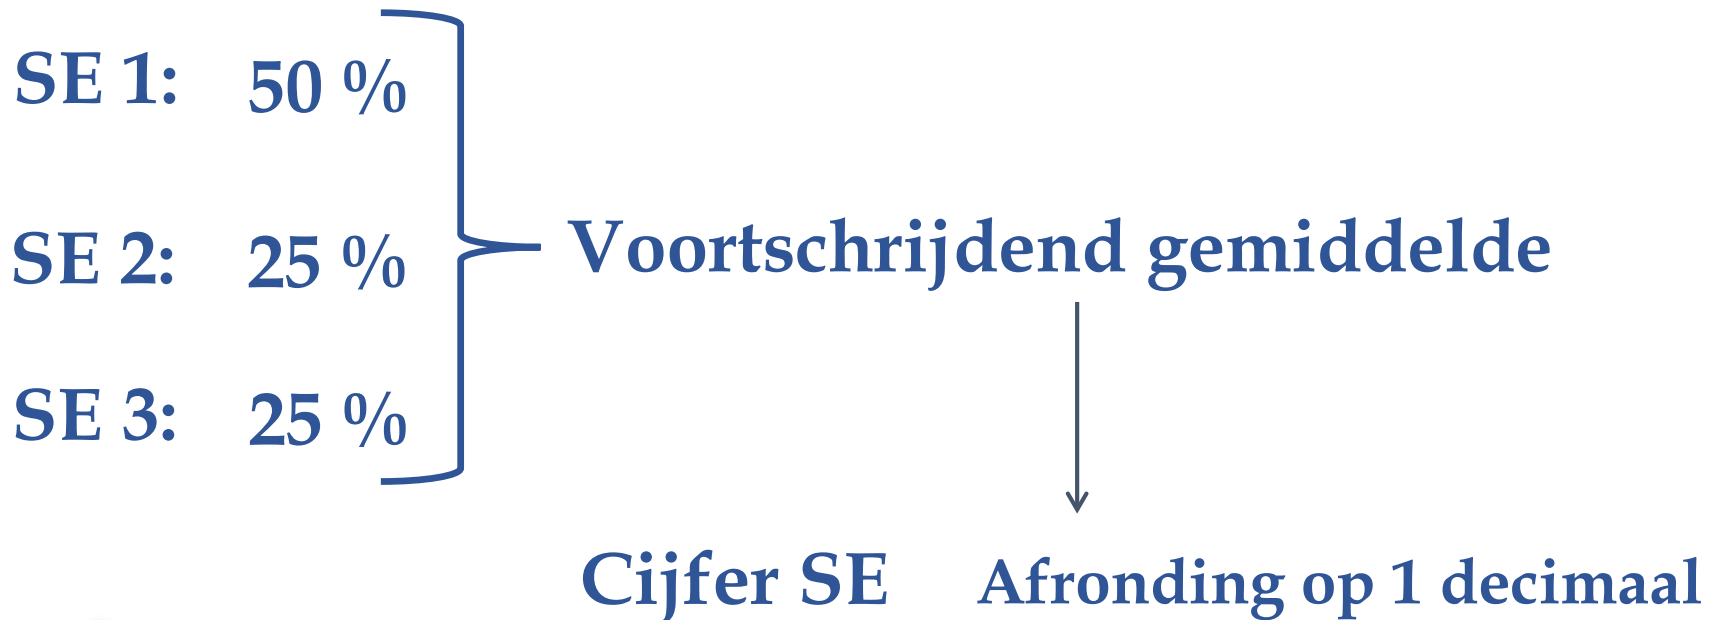 SE 1: 50 %
SE 2: 25 %
SE 3: 25 %
Voortschrijdend gemiddelde
Cijfer SE Afronding op 1 decimaal